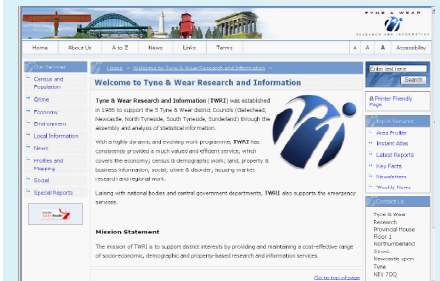 TYNE & WEAR
RESEARCH AND INFORMATION
Home About Us A to Z News Links Terms A A A Accessibility
Our Services
Census and
Population
Crime
Economy
Environment
Local Information
News
Profiles and
Mapping
Social
Special Reports
Home > Welcome to Tyne & Wear Research and Information >
Welcome to Tyne & Wear Research and Information
Tyne & Wear Research and Information (TWRI) was established
in 1985 to support the 5 Tyne & Wear District Councils (Gateshead,
Newcastle, North Tyneside, South Tyneside, Sunderland) through the
assembly and analysis of statistical information.
With a highly dynamic and evolving work programme, TWRI has
consistently provided a much valued and efficient service, which
covers the economy; census & demographic work; land, property &
business information; social, crime & disorder; housing market
research and regional work.
Liaising with national bodies and central government departments, TWRI also supports the emergency
services.
Mission Statement
The mission of TWRI is to support district interests by providing and maintaining a cost-effective range
of socio-economic, demographic and property-based research and information services.
Go to top of page
Enter text here
Search
Printer Friendly
Page
Top 6 Services
Area Profiler
Instant Atlas
Latest Reports
Key Facts
Newsletters
Weekly News
Contact Us
Tyne & Wear
Research
Provincial House
Floor 1
Northumberland
Street
Newcastle upon
Tyne
NE1 7DQ